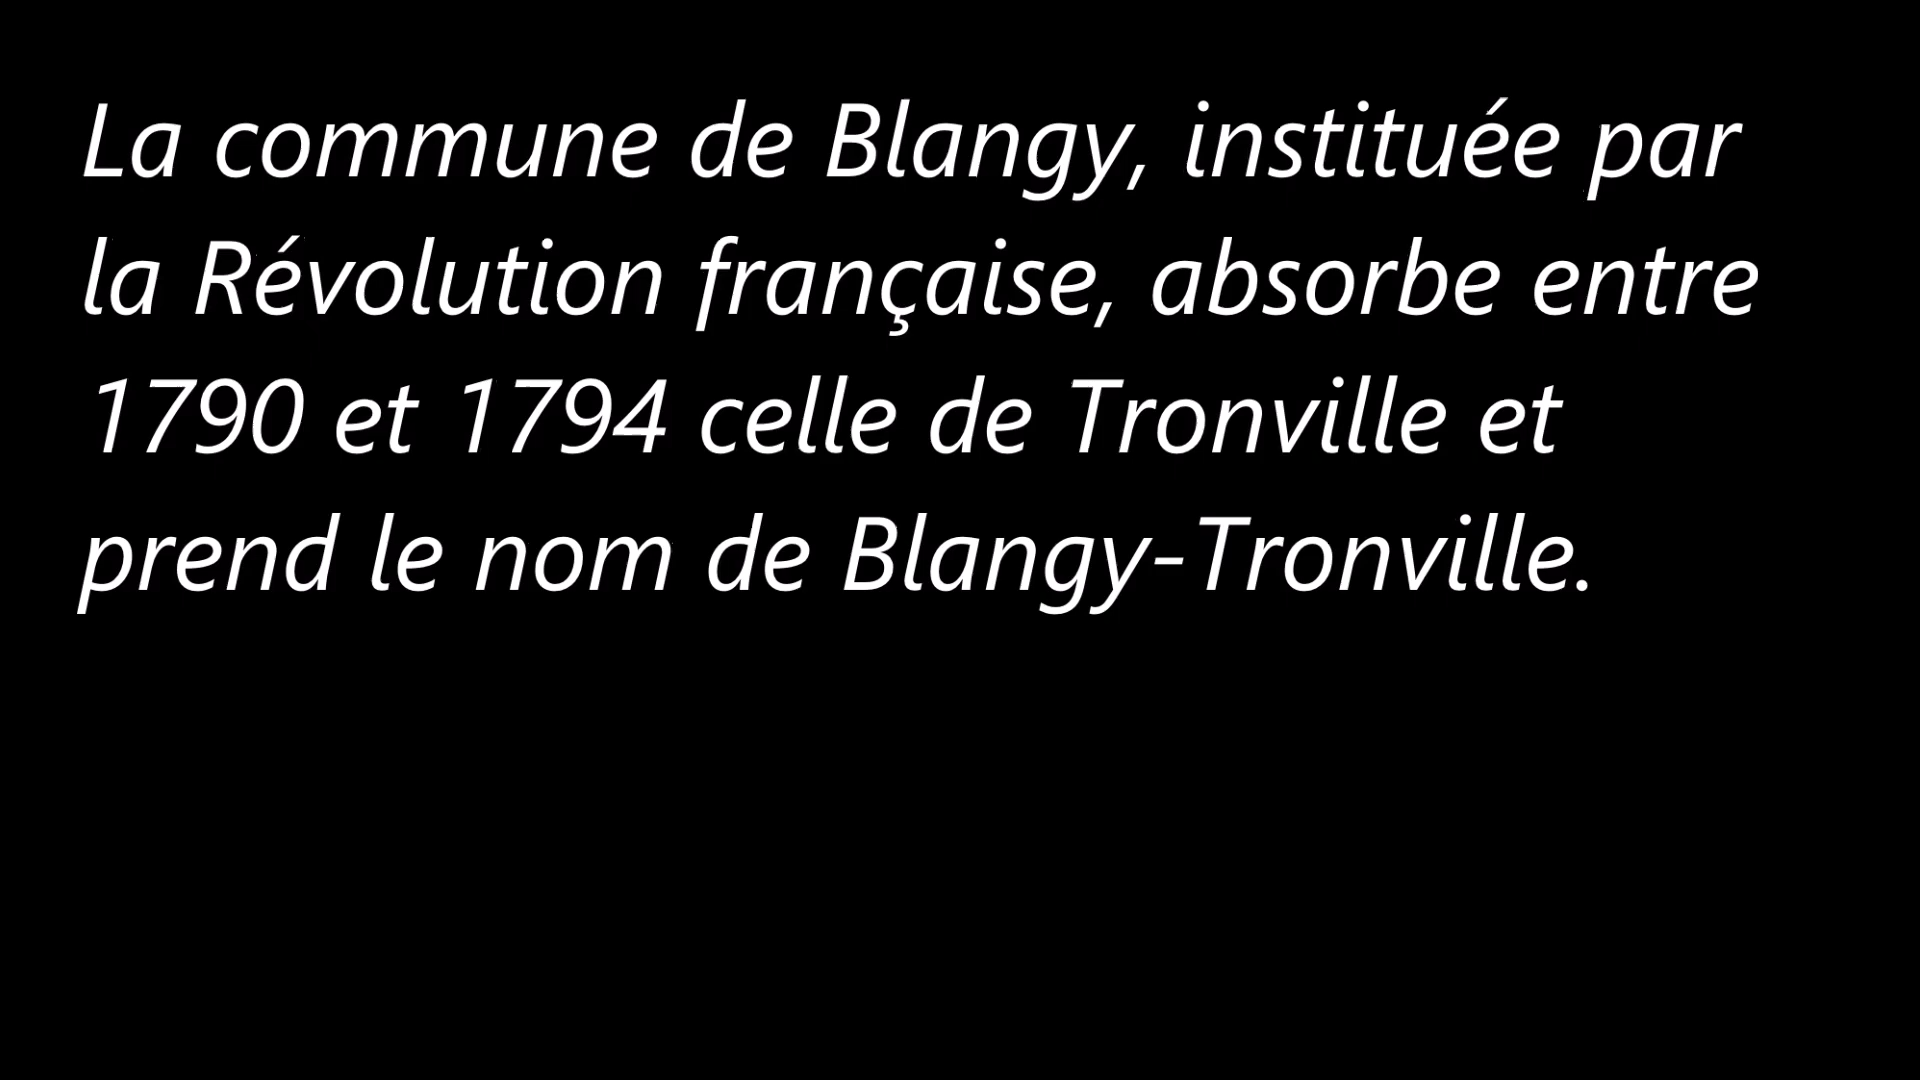 La commune de Blangy, instituée par
la Révolution française, absorbe entre
1790 et 1794 celle de Tronville et
prend le nom de Blangy-Tronville.